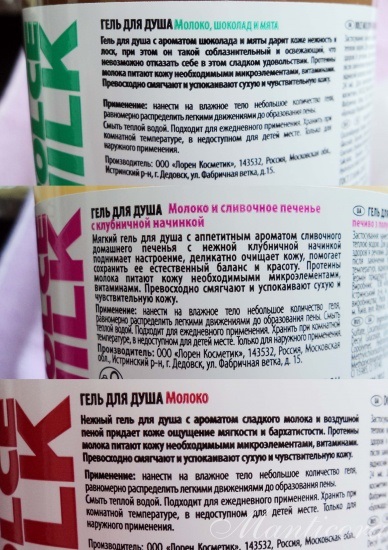 DOLCE
MILK
ГЕЛЬ ДЛЯ ДУША Молоко, шоколад и мята
Гель для душа с ароматом шоколада и мяты дарит коже нежность и
лоск, при этом он такой соблазнительный и освежающий, что
невозможно отказать себе в этом сладком удовольствии. Протеины
молока питают кожу необходимыми микроэлементами, витаминами.
Превосходно смягчают и успокаивают сухую и чувствительную кожу.
Применение: нанести на влажное тело небольшое количество геля,
равномерно распределить легкими движениями до образования пены.
Смыть теплой водой. Подходит для ежедневного применения. Хранить при
комнатной температуре, в недоступном для детей месте. Только для
наружного применения.
Производитель: ООО «Лорен Косметик», 143532, Россия, Московская обл.,
Истринский р-н, г. Дедовск, ул. Фабричная ветка, д.15.
DOLCE
MILK
ГЕЛЬ ДЛЯ ДУША Молоко и сливочное печенье
с клубничной начинкой
Мягкий гель для душа с аппетитным ароматом сливочного
домашнего печенья с нежной клубничной начинкой
поднимает настроение, деликатно очищает кожу, помогает
сохранить ее естественный баланс и красоту. Протеины
молока питают кожу необходимыми микроэлементами,
витаминами. Превосходно смягчают и успокаивают сухую и
чувствительную кожу.
Применение: нанести на влажное тело небольшое количество геля,
равномерно распределить легкими движениями до образования пены. Смыть
теплой водой. Подходит для ежедневного применения. Хранить при комнатной
температуре, в недоступном для детей месте. Только для наружного применения.
Производитель: ООО «Лорен Косметик», 143532, Россия, Московская
обл., Истринский р-н, г. Дедовск, ул. Фабричная ветка, д. 15.
DOLCE
MILK
ГЕЛЬ ДЛЯ ДУША Молоко
Нежный гель для душа с ароматом сладкого молока и воздушной
пеной придает коже ощущение мягкости и бархатистости. Протеины
молока питают кожу необходимыми микроэлементами, витаминами.
Превосходно смягчают и успокаивают сухую и чувствительную кожу.
Применение: нанести на влажное тело небольшое количество геля,
равномерно распределить легкими движениями до образования пены.
Смыть теплой водой. Подходит для ежедневного применения. Хранить при
комнатной температуре, в недоступном для детей месте. Только для
наружного применения.